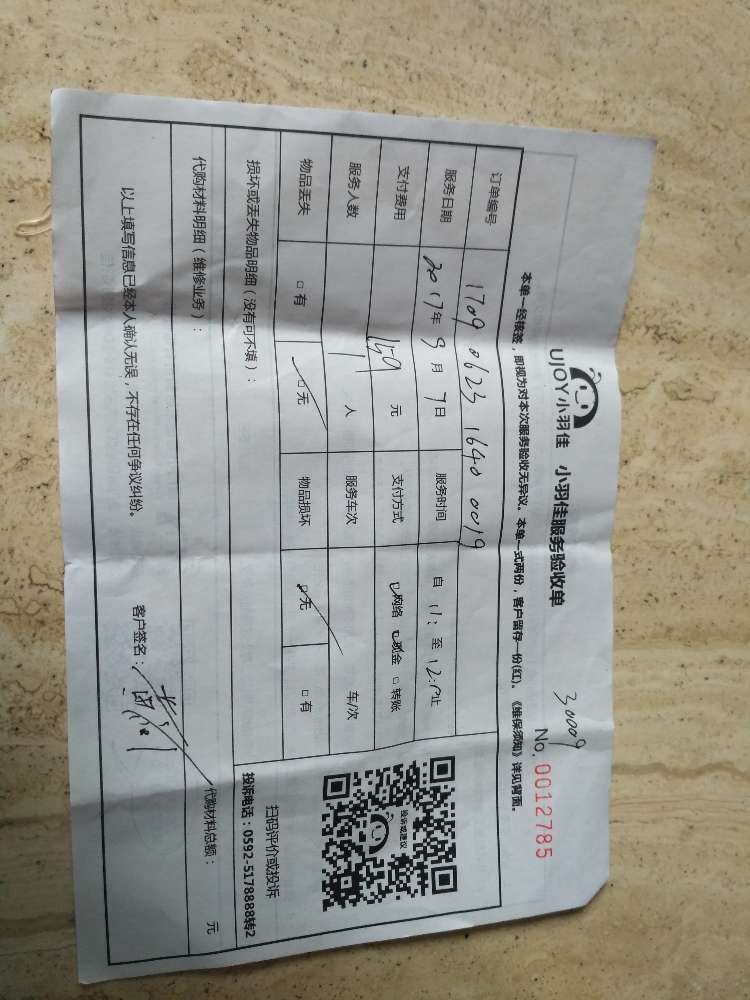 UJOY小羽佳 小羽佳服务验收单
30009
No. 0012785
本单一经核签，即视为对本次服务验收无异议。本单一式两份，客户留存一份(红)。《维保须知》详见背面。
订单编号 1709 0623 1640 0019
服务日期 2017年 9月 7日 服务时间 自 11: 至 12: 止
支付费用 150 元 支付方式 □网络 □现金 □转账
服务人数 1 人 服务车次 车/次
物品丢失 □有 □无 物品损坏 □无 □有
投诉或建议
扫码评价或投诉
投诉电话：0592-5178888转2
损坏或丢失物品明细（没有可不填）：
代购材料明细（维修业务）：
代购材料总额： 元
以上填写信息已经本人确认无误，不存在任何争议纠纷。
客户签名：